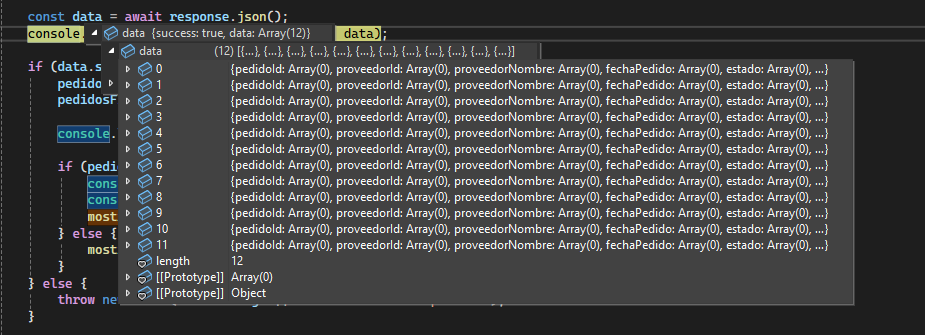 const data = await response.json();
console. data {success: true, data: Array(12)} data);
data (12) [{…}, {…}, {…}, {…}, {…}, {…}, {…}, {…}, {…}, {…}, {…}, {…}]
if (data.s
0 {pedidoId: Array(0), proveedorId: Array(0), proveedorNombre: Array(0), fechaPedido: Array(0), estado: Array(0), …}
pedido 1 {pedidoId: Array(0), proveedorId: Array(0), proveedorNombre: Array(0), fechaPedido: Array(0), estado: Array(0), …}
pedidosF 2 {pedidoId: Array(0), proveedorId: Array(0), proveedorNombre: Array(0), fechaPedido: Array(0), estado: Array(0), …}
3 {pedidoId: Array(0), proveedorId: Array(0), proveedorNombre: Array(0), fechaPedido: Array(0), estado: Array(0), …}
console. 4 {pedidoId: Array(0), proveedorId: Array(0), proveedorNombre: Array(0), fechaPedido: Array(0), estado: Array(0), …}
5 {pedidoId: Array(0), proveedorId: Array(0), proveedorNombre: Array(0), fechaPedido: Array(0), estado: Array(0), …}
if (pedi 6 {pedidoId: Array(0), proveedorId: Array(0), proveedorNombre: Array(0), fechaPedido: Array(0), estado: Array(0), …}
cons 7 {pedidoId: Array(0), proveedorId: Array(0), proveedorNombre: Array(0), fechaPedido: Array(0), estado: Array(0), …}
cons 8 {pedidoId: Array(0), proveedorId: Array(0), proveedorNombre: Array(0), fechaPedido: Array(0), estado: Array(0), …}
most 9 {pedidoId: Array(0), proveedorId: Array(0), proveedorNombre: Array(0), fechaPedido: Array(0), estado: Array(0), …}
} else { 10 {pedidoId: Array(0), proveedorId: Array(0), proveedorNombre: Array(0), fechaPedido: Array(0), estado: Array(0), …}
most 11 {pedidoId: Array(0), proveedorId: Array(0), proveedorNombre: Array(0), fechaPedido: Array(0), estado: Array(0), …}
} length 12
[[Prototype]] Array(0)
} else { [[Prototype]] Object
throw ne
}